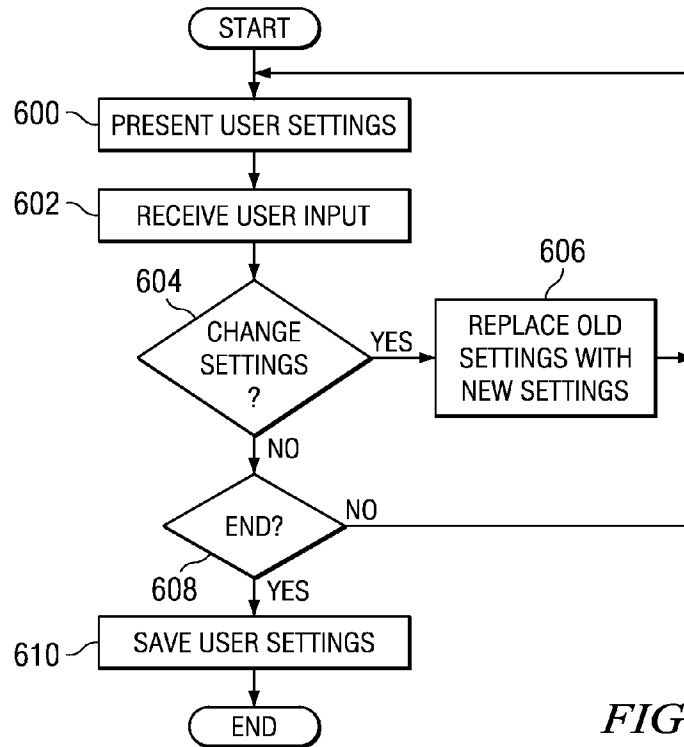 START
600
PRESENT USER SETTINGS
602
RECEIVE USER INPUT
604
CHANGE
SETTINGS
?
YES
606
REPLACE OLD
SETTINGS WITH
NEW SETTINGS
NO
END?
NO
608
YES
610
SAVE USER SETTINGS
END
FIG